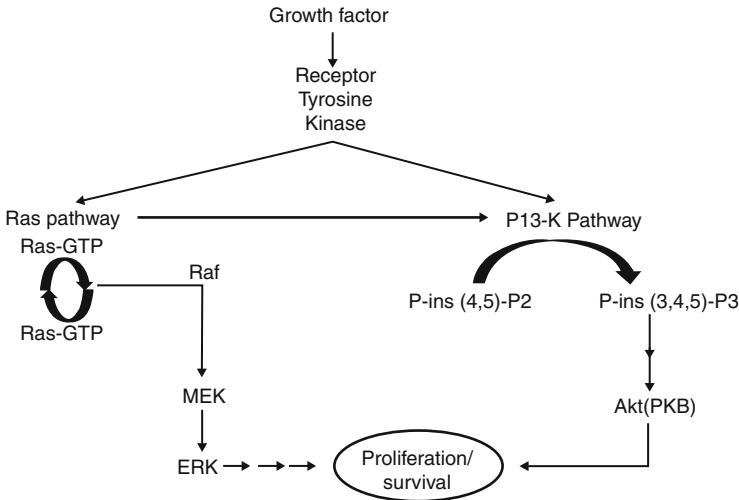 Growth factor
Receptor
Tyrosine
Kinase
Ras pathway
P13-K Pathway
Ras-GTP
Raf
Ras-GTP
P-ins (4,5)-P2
P-ins (3,4,5)-P3
MEK
Akt(PKB)
ERK
Proliferation/
survival